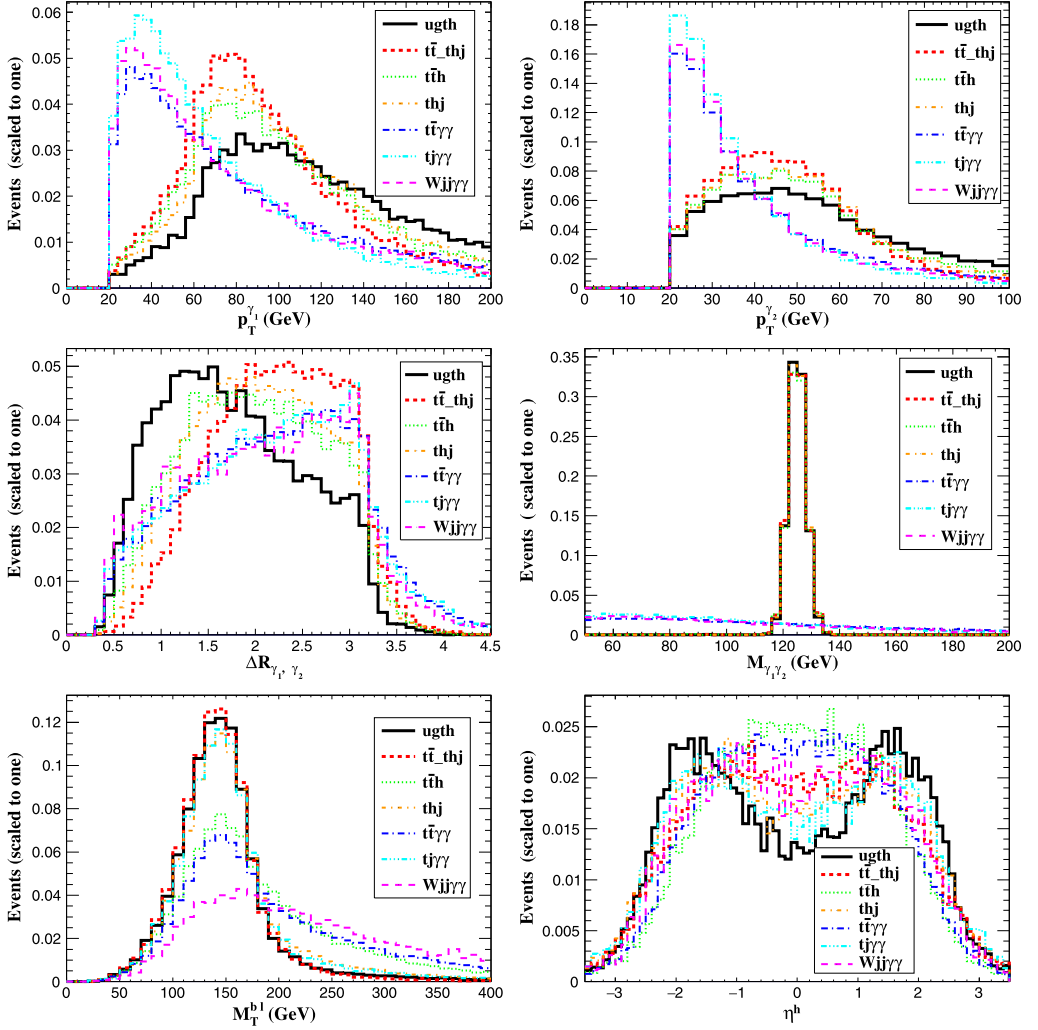 Events (scaled to one)
0.06
0.05
0.04
0.03
0.02
0.01
0
ugth
tt̄_thj
tt̄h
thj
tt̄γγ
tjγγ
Wjjγγ
0 20 40 60 80 100 120 140 160 180 200
p_T^γ₁ (GeV)
Events (scaled to one)
0.18
0.16
0.14
0.12
0.1
0.08
0.06
0.04
0.02
0
ugth
tt̄_thj
tt̄h
thj
tt̄γγ
tjγγ
Wjjγγ
0 10 20 30 40 50 60 70 80 90 100
p_T^γ₂ (GeV)
Events (scaled to one)
0.05
0.04
0.03
0.02
0.01
0
ugth
tt̄_thj
tt̄h
thj
tt̄γγ
tjγγ
Wjjγγ
0 0.5 1 1.5 2 2.5 3 3.5 4 4.5
ΔR_γ₁, γ₂
Events ( scaled to one )
0.35
0.3
0.25
0.2
0.15
0.1
0.05
0
ugth
tt̄_thj
tt̄h
thj
tt̄γγ
tjγγ
Wjjγγ
60 80 100 120 140 160 180 200
M_γ₁γ₂ (GeV)
Events (scaled to one)
0.12
0.1
0.08
0.06
0.04
0.02
0
ugth
tt̄_thj
tt̄h
thj
tt̄γγ
tjγγ
Wjjγγ
0 50 100 150 200 250 300 350 400
M_T^b l (GeV)
Events (scaled to one)
0.025
0.02
0.015
0.01
0.005
0
ugth
tt̄_thj
tt̄h
thj
tt̄γγ
tjγγ
Wjjγγ
−3 −2 −1 0 1 2 3
η^h